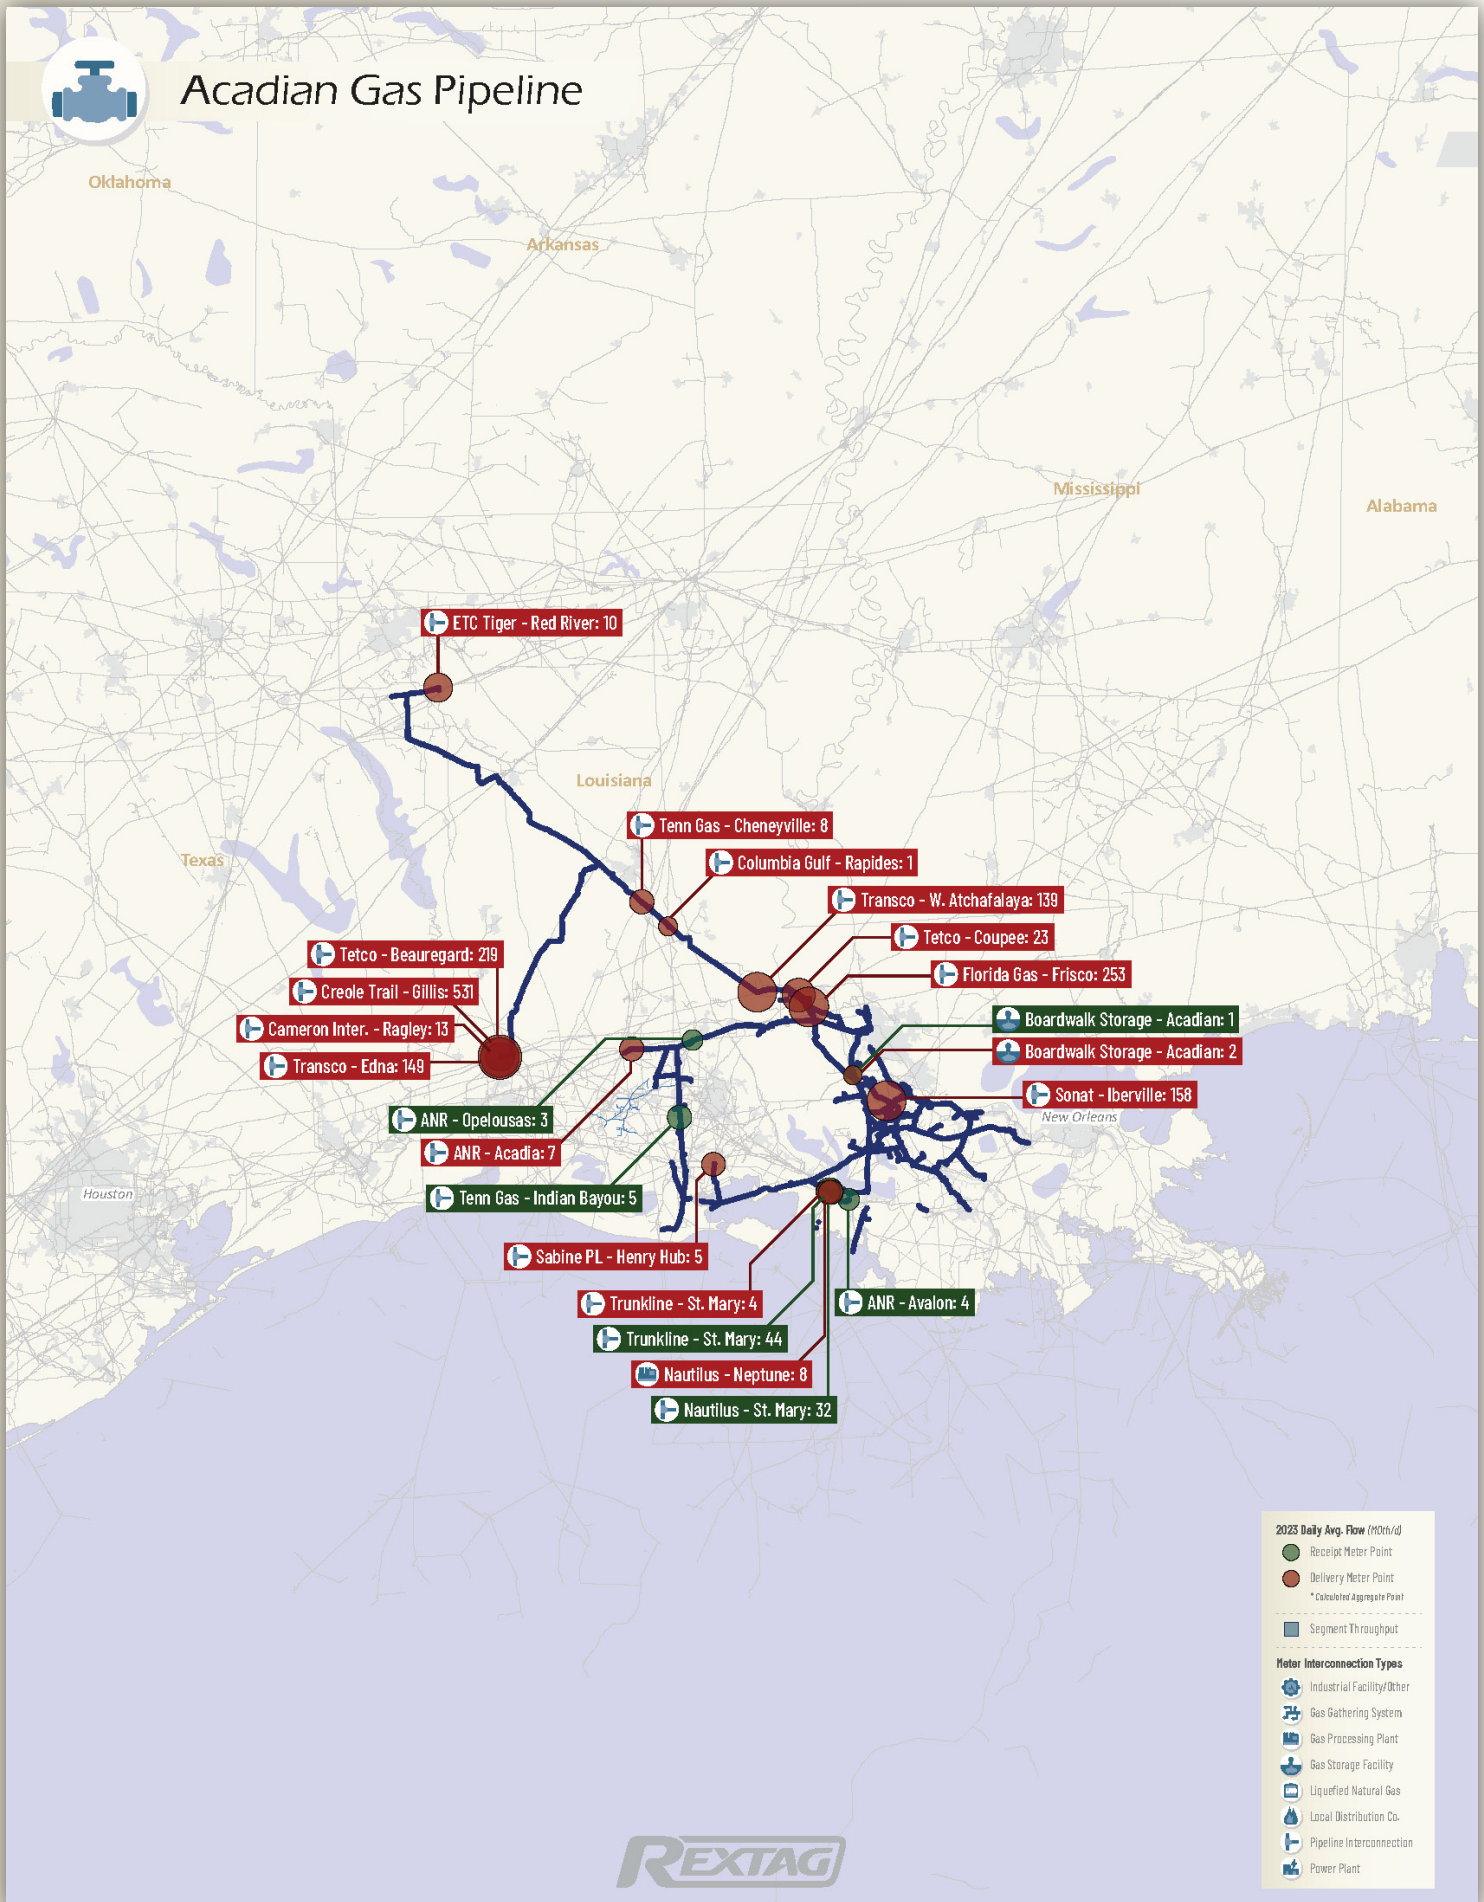 Acadian Gas Pipeline
Oklahoma
Arkansas
Mississippi
Alabama
ETC Tiger - Red River: 10
Louisiana
Tenn Gas - Cheneyville: 8
Texas
Columbia Gulf - Rapides: 1
Transco - W. Atchafalaya: 139
Tetco - Coupee: 23
Tetco - Beauregard: 219
Florida Gas - Frisco: 253
Creole Trail - Gillis: 531
Boardwalk Storage - Acadian: 1
Cameron Inter. - Ragley: 13
Boardwalk Storage - Acadian: 2
Transco - Edna: 149
Sonat - Iberville: 158
New Orleans
ANR - Opelousas: 3
ANR - Acadia: 7
Houston
Tenn Gas - Indian Bayou: 5
Sabine PL - Henry Hub: 5
Trunkline - St. Mary: 4
ANR - Avalon: 4
Trunkline - St. Mary: 44
Nautilus - Neptune: 8
Nautilus - St. Mary: 32
2023 Daily Avg. Flow (MDth/d)
Receipt Meter Point
Delivery Meter Point
* Calculated Aggregate Point
Segment Throughput
Meter Interconnection Types
Industrial Facility/Other
Gas Gathering System
Gas Processing Plant
Gas Storage Facility
Liquefied Natural Gas
Local Distribution Co.
Pipeline Interconnection
Power Plant
REXTAG